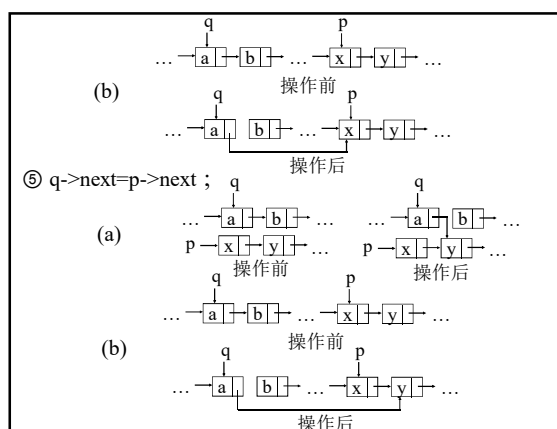 q p
… a b … x y …
操作前
(b)
q p
… a b … x y …
操作后
⑤ q->next=p->next；
q q
(a)
… a b … … a b …
p x y … p x y …
操作前 操作后
q p
… a b … x y …
操作前
(b)
q p
… a b … x y …
操作后